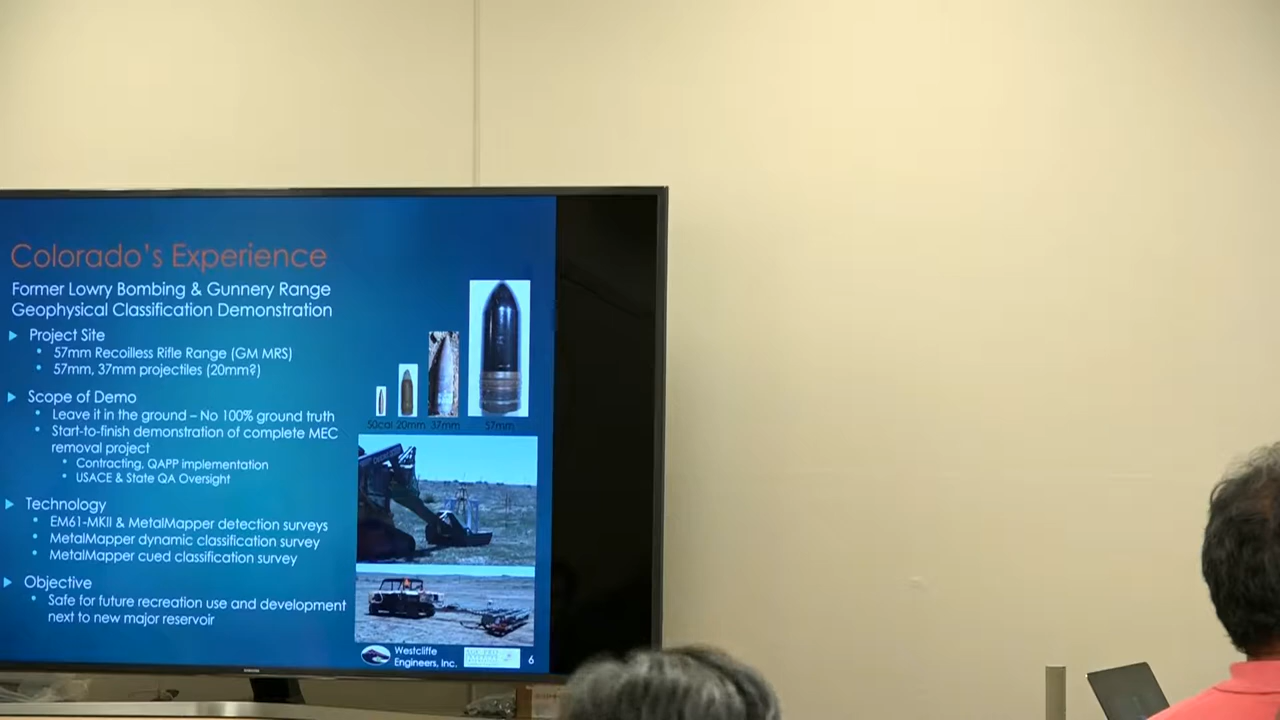 Colorado's Experience
Former Lowry Bombing & Gunnery Range
Geophysical Classification Demonstration
Project Site
57mm Recoilless Rifle Range (GM MRS)
57mm, 37mm projectiles (20mm?)
Scope of Demo
Leave it in the ground – No 100% ground truth
Start-to-finish demonstration of complete MEC
removal project
Contracting, QAPP implementation
USACE & State QA Oversight
Technology
EM61-MKII & MetalMapper detection surveys
MetalMapper dynamic classification survey
MetalMapper cued classification survey
Objective
Safe for future recreation use and development
next to new major reservoir
50cal 20mm 37mm 57mm
Westcliffe
Engineers, Inc.
6